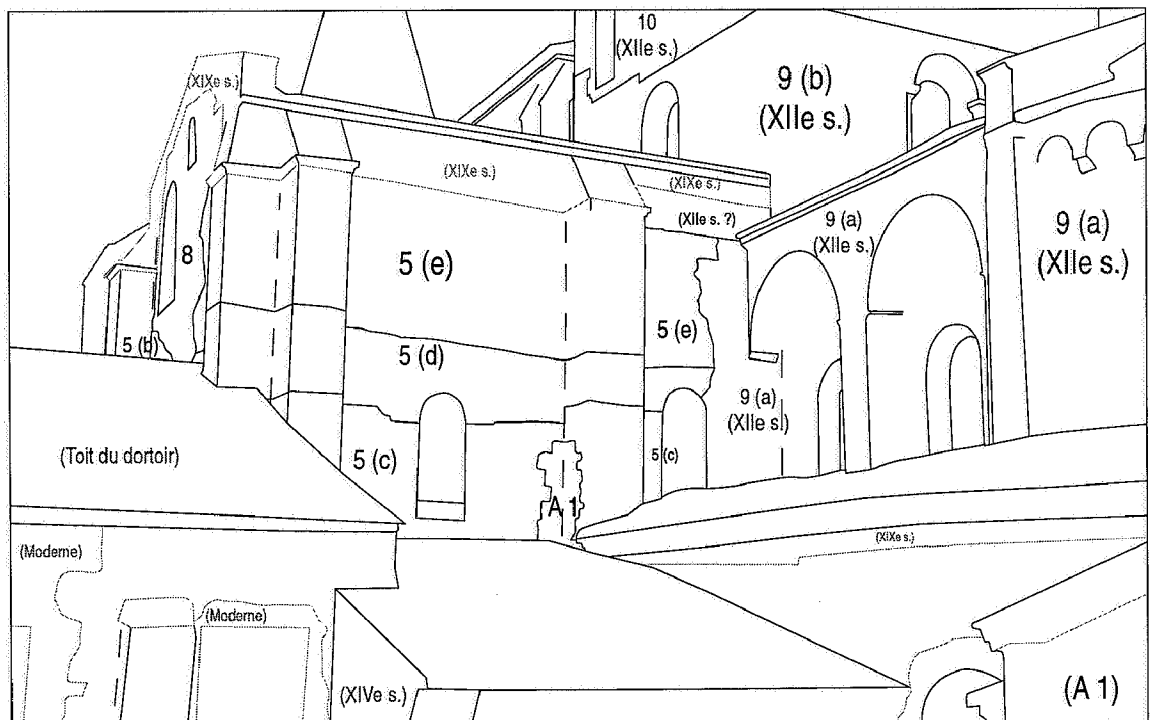 10
(XIIe s.)
(XIXe s.)
9 (b)
(XIIe s.)
(XIXe s.)
(XIXe s.)
(XIIe s. ?)
9 (a)
(XIIe s.)
9 (a)
(XIIe s.)
8
5 (e)
5 (e)
5 (b)
5 (d)
9 (a)
(XIIe s.)
(Toit du dortoir)
5 (c)
5 (c)
A 1
(XIXe s.)
(Moderne)
(Moderne)
(XIVe s.)
(A 1)